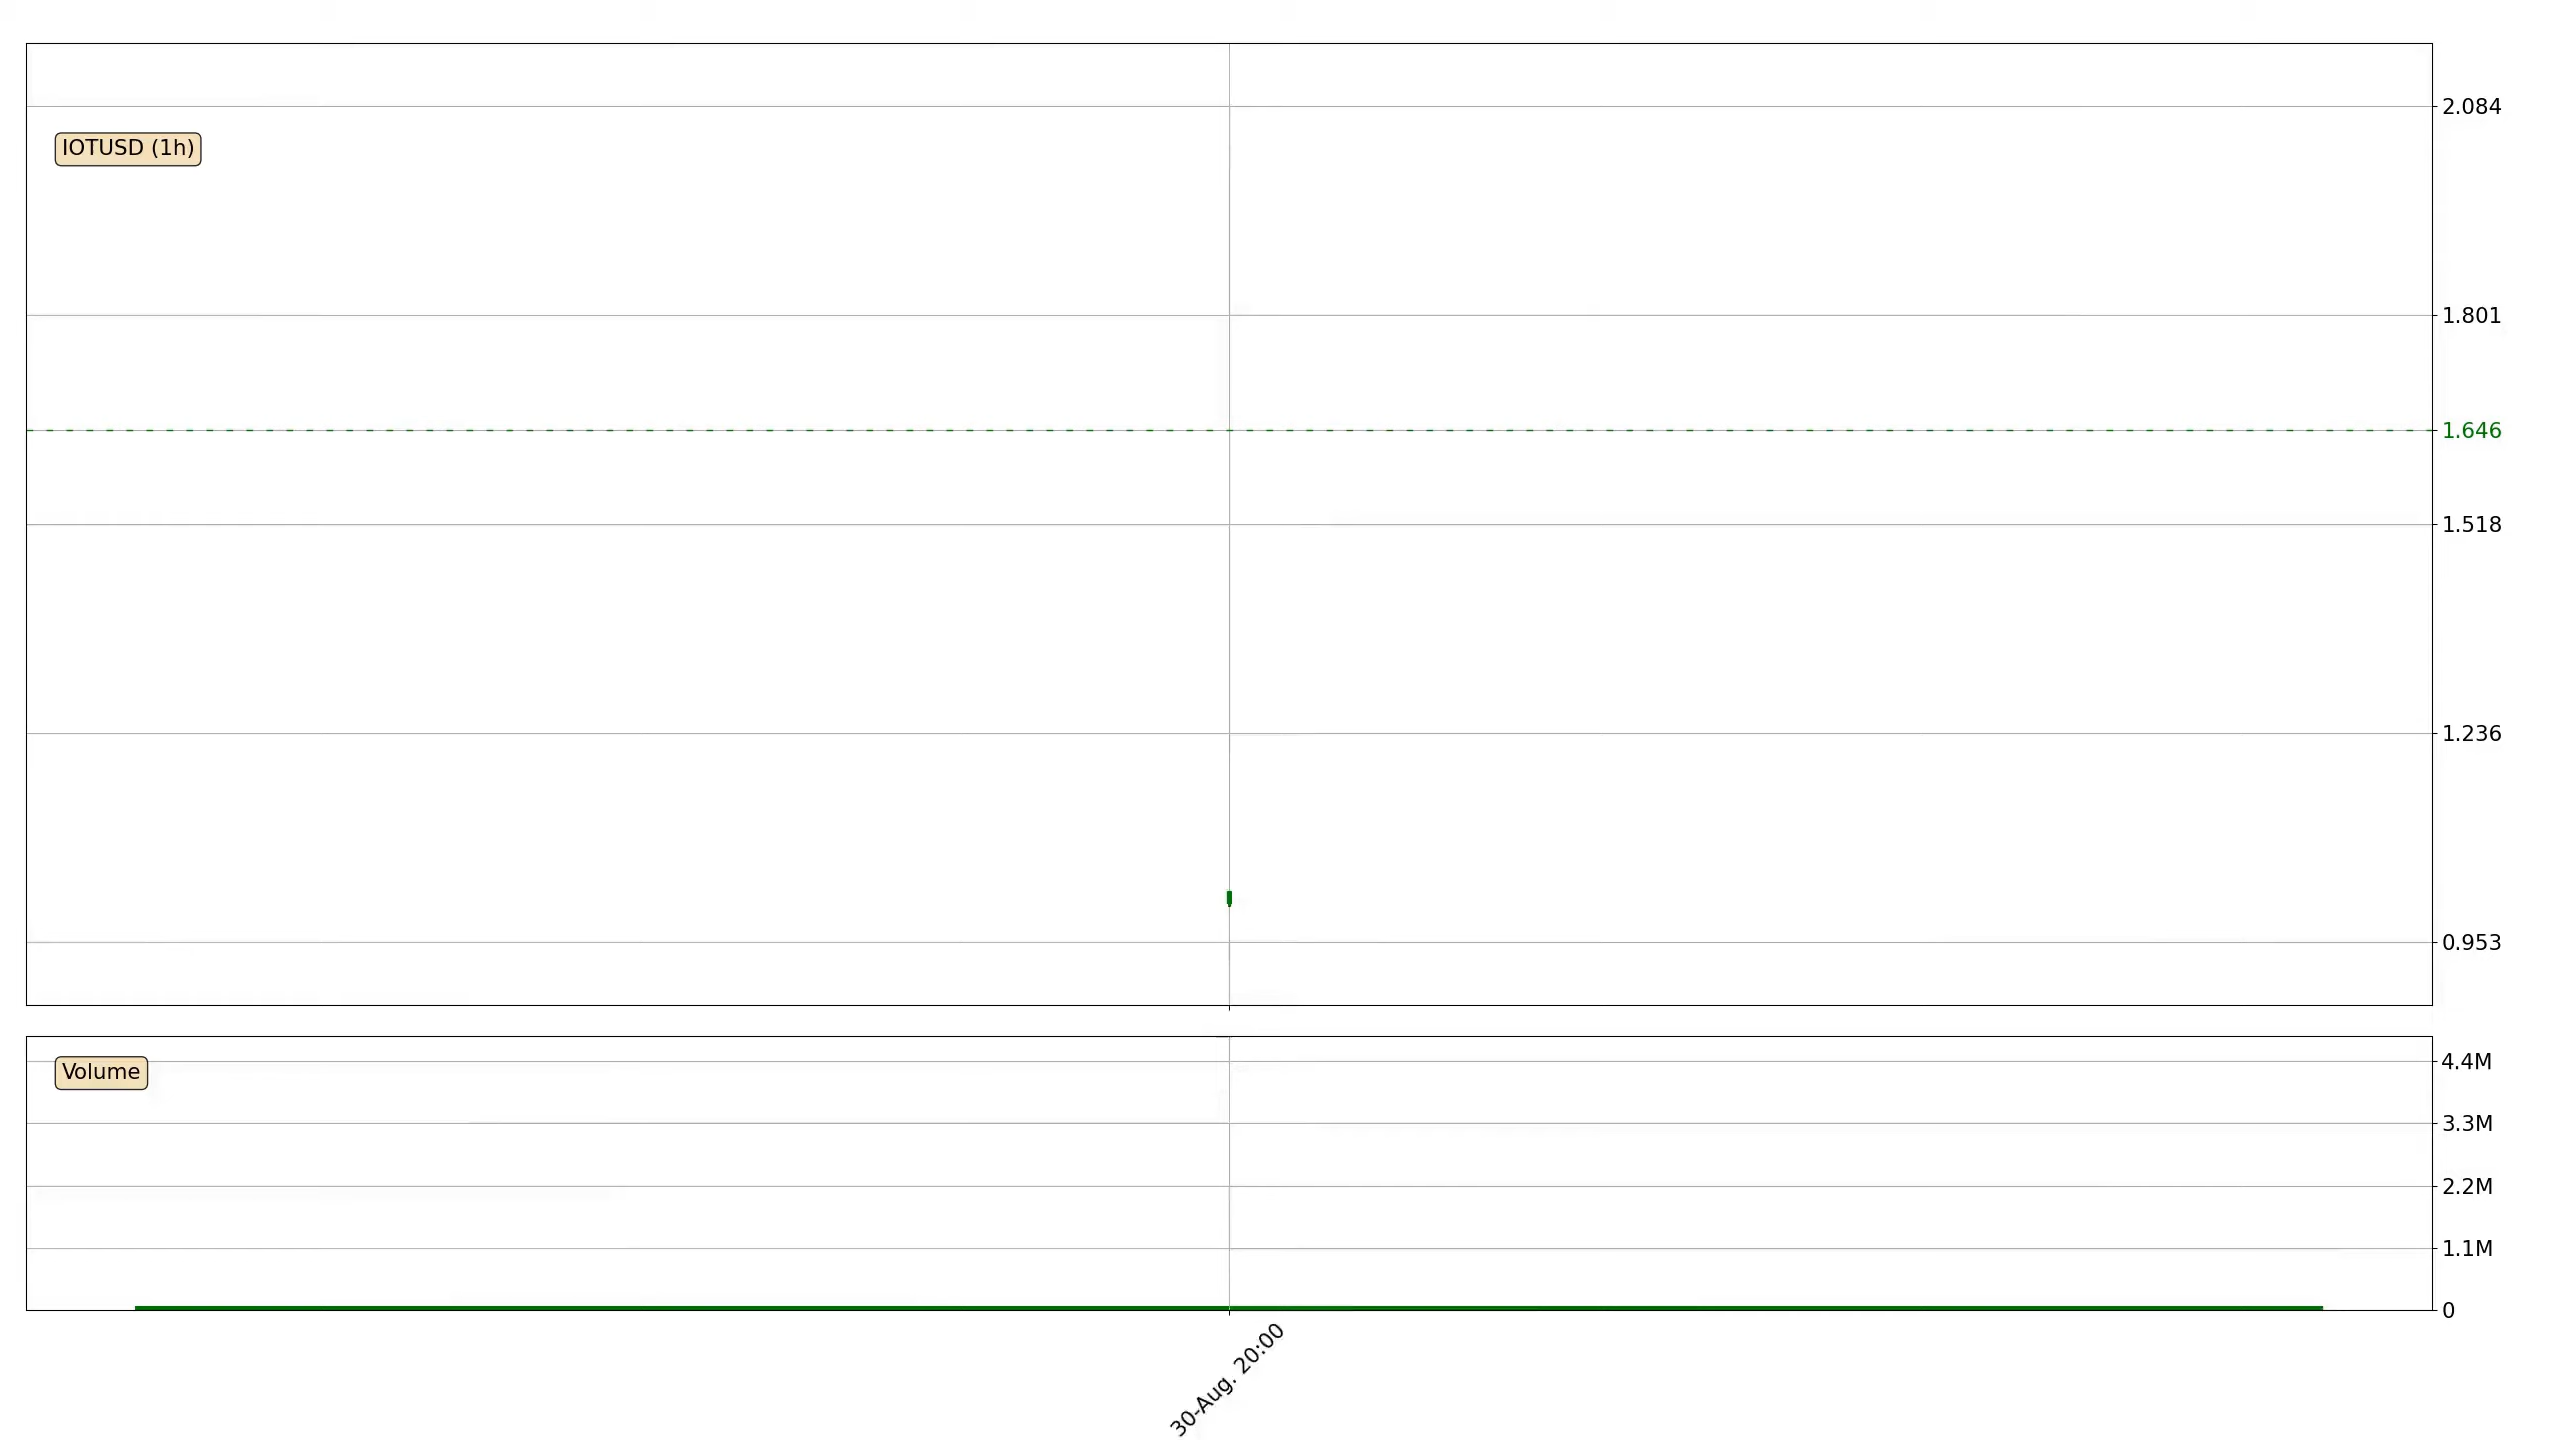 2.084
IOTUSD (1h)
1.801
1.646
1.518
1.236
0.953
Volume
4.4M
3.3M
2.2M
1.1M
0
30-Aug. 20:00